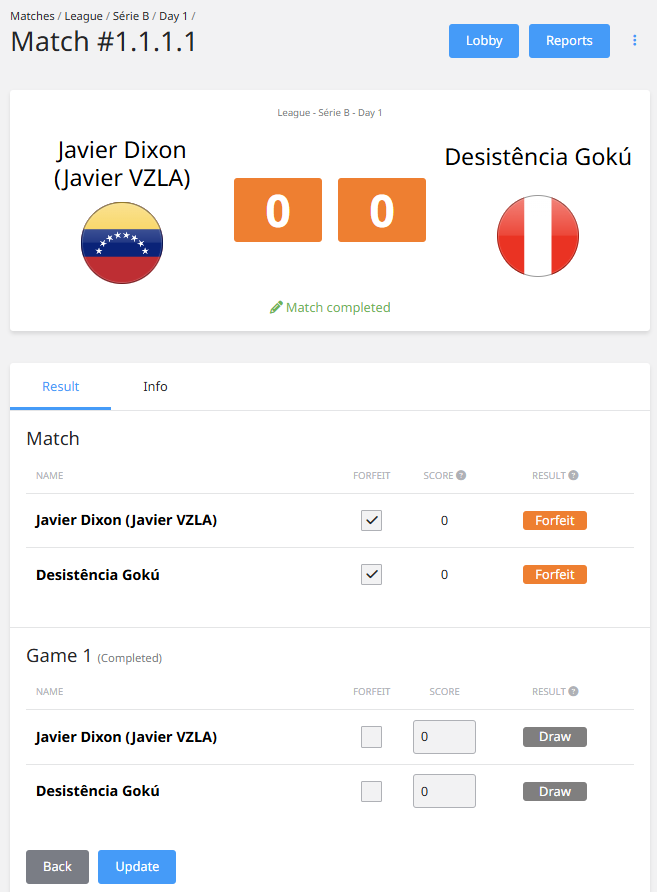 Matches / League / Série B / Day 1 /
Match #1.1.1.1
Lobby
Reports
League - Série B - Day 1
Javier Dixon
(Javier VZLA)
Desistência Gokú
0
0
Match completed
Result
Info
Match
NAME FORFEIT SCORE ? RESULT ?
Javier Dixon (Javier VZLA) 0 Forfeit
Desistência Gokú 0 Forfeit
Game 1 (Completed)
NAME FORFEIT SCORE RESULT ?
Javier Dixon (Javier VZLA) 0 Draw
Desistência Gokú 0 Draw
Back
Update